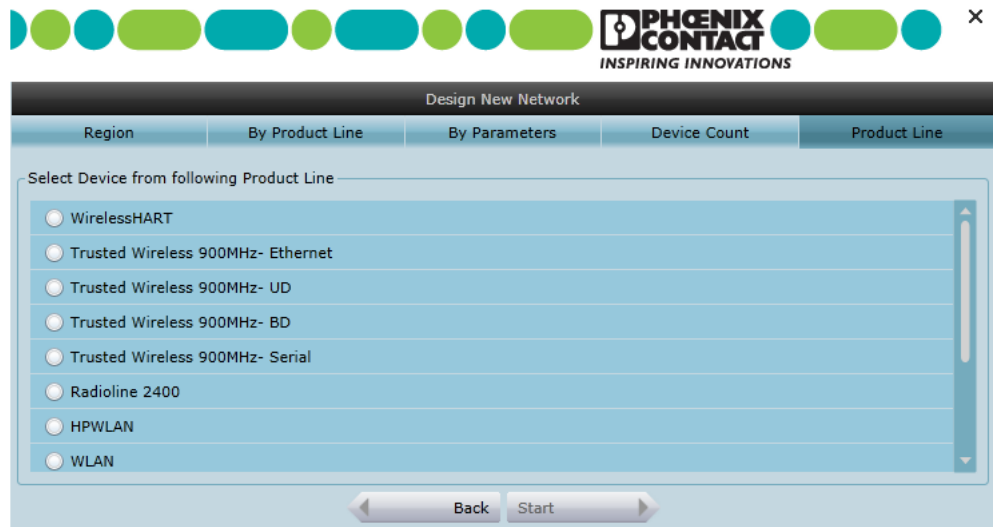 PHŒNIX
CONTACT
INSPIRING INNOVATIONS
Design New Network
Region By Product Line By Parameters Device Count Product Line
Select Device from following Product Line
WirelessHART
Trusted Wireless 900MHz- Ethernet
Trusted Wireless 900MHz- UD
Trusted Wireless 900MHz- BD
Trusted Wireless 900MHz- Serial
Radioline 2400
HPWLAN
WLAN
Back Start